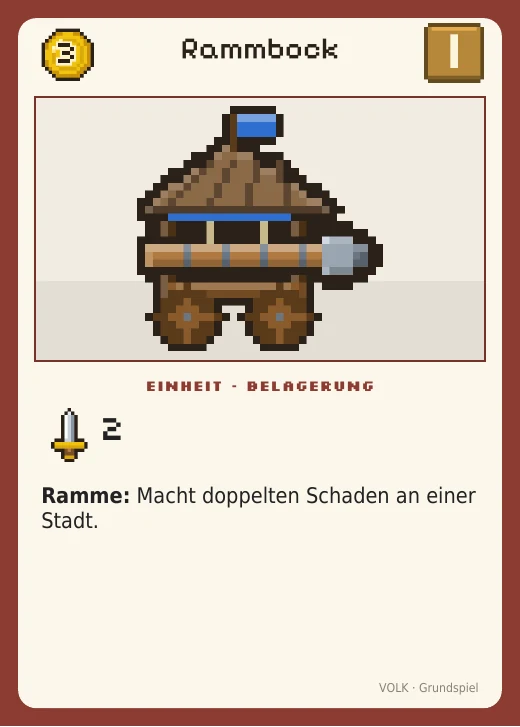 3
Rammbock
I
EINHEIT · BELAGERUNG
2
Ramme: Macht doppelten Schaden an einer
Stadt.
VOLK · Grundspiel